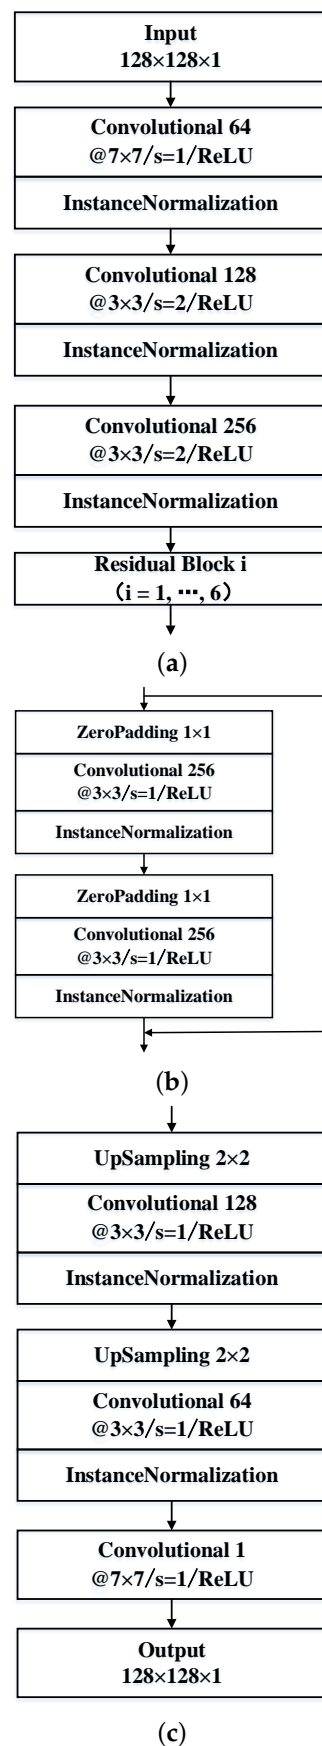 Input
128×128×1
Convolutional 64
@7×7/s=1/ReLU
InstanceNormalization
Convolutional 128
@3×3/s=2/ReLU
InstanceNormalization
Convolutional 256
@3×3/s=2/ReLU
InstanceNormalization
Residual Block i
(i = 1, ···, 6)
(a)
ZeroPadding 1×1
Convolutional 256
@3×3/s=1/ReLU
InstanceNormalization
ZeroPadding 1×1
Convolutional 256
@3×3/s=1/ReLU
InstanceNormalization
(b)
UpSampling 2×2
Convolutional 128
@3×3/s=1/ReLU
InstanceNormalization
UpSampling 2×2
Convolutional 64
@3×3/s=1/ReLU
InstanceNormalization
Convolutional 1
@7×7/s=1/ReLU
Output
128×128×1
(c)